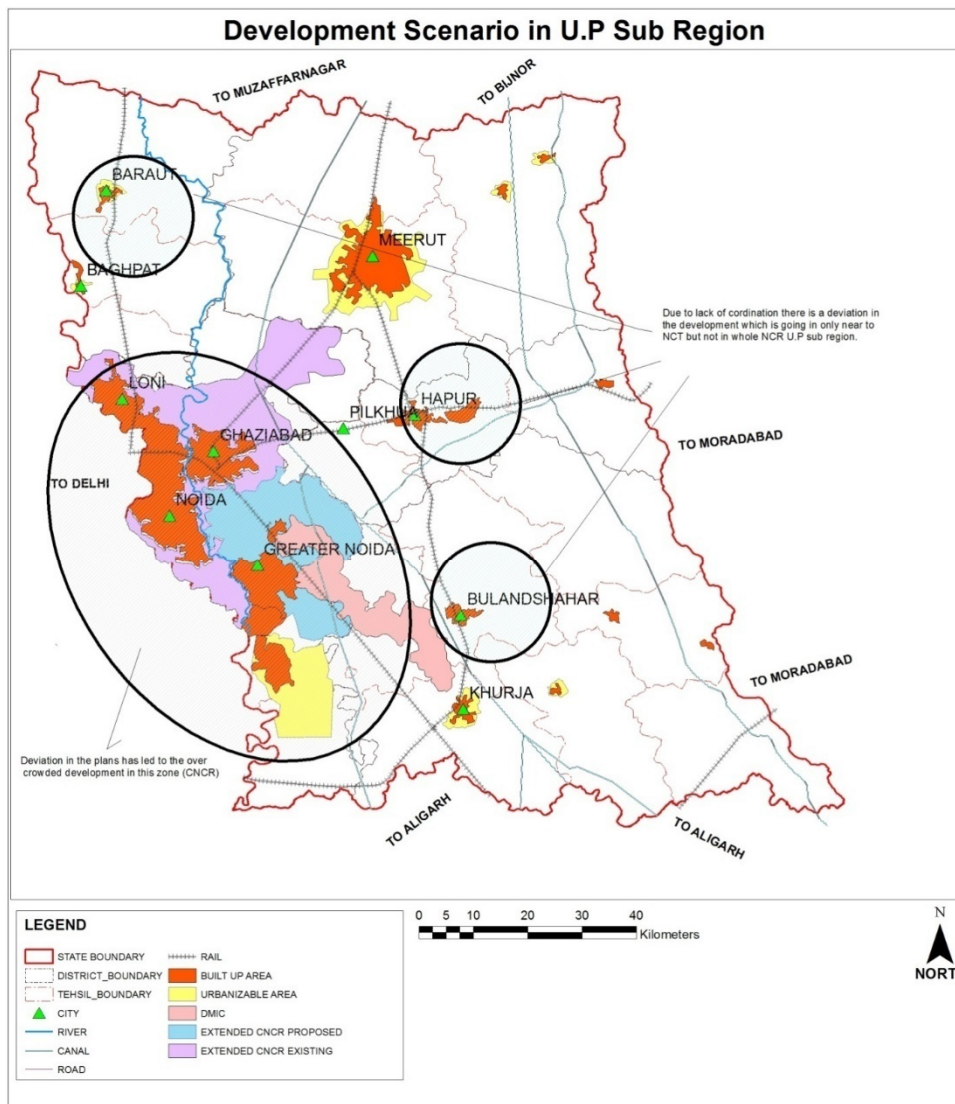 Development Scenario in U.P Sub Region
TO MUZAFFARNAGAR
TO BIJNOR
BARAUT
MEERUT
BAGHPAT
Due to lack of cordination there is a deviation in
the development which is going in only near to
NCT but not in whole NCR U.P sub region.
LONI
PILKHUA
HAPUR
GHAZIABAD
TO MORADABAD
TO DELHI
NOIDA
GREATER NOIDA
BULANDSHAHAR
TO MORADABAD
KHURJA
Deviation in the plans has led to the over
crowded development in this zone (CNCR)
TO ALIGARH
TO ALIGARH
LEGEND
STATE BOUNDARY
DISTRICT_BOUNDARY
TEHSIL_BOUNDARY
CITY
RIVER
CANAL
ROAD
RAIL
BUILT UP AREA
URBANIZABLE AREA
DMIC
EXTENDED CNCR PROPOSED
EXTENDED CNCR EXISTING
0 5 10 20 30 40
Kilometers
N
NORT